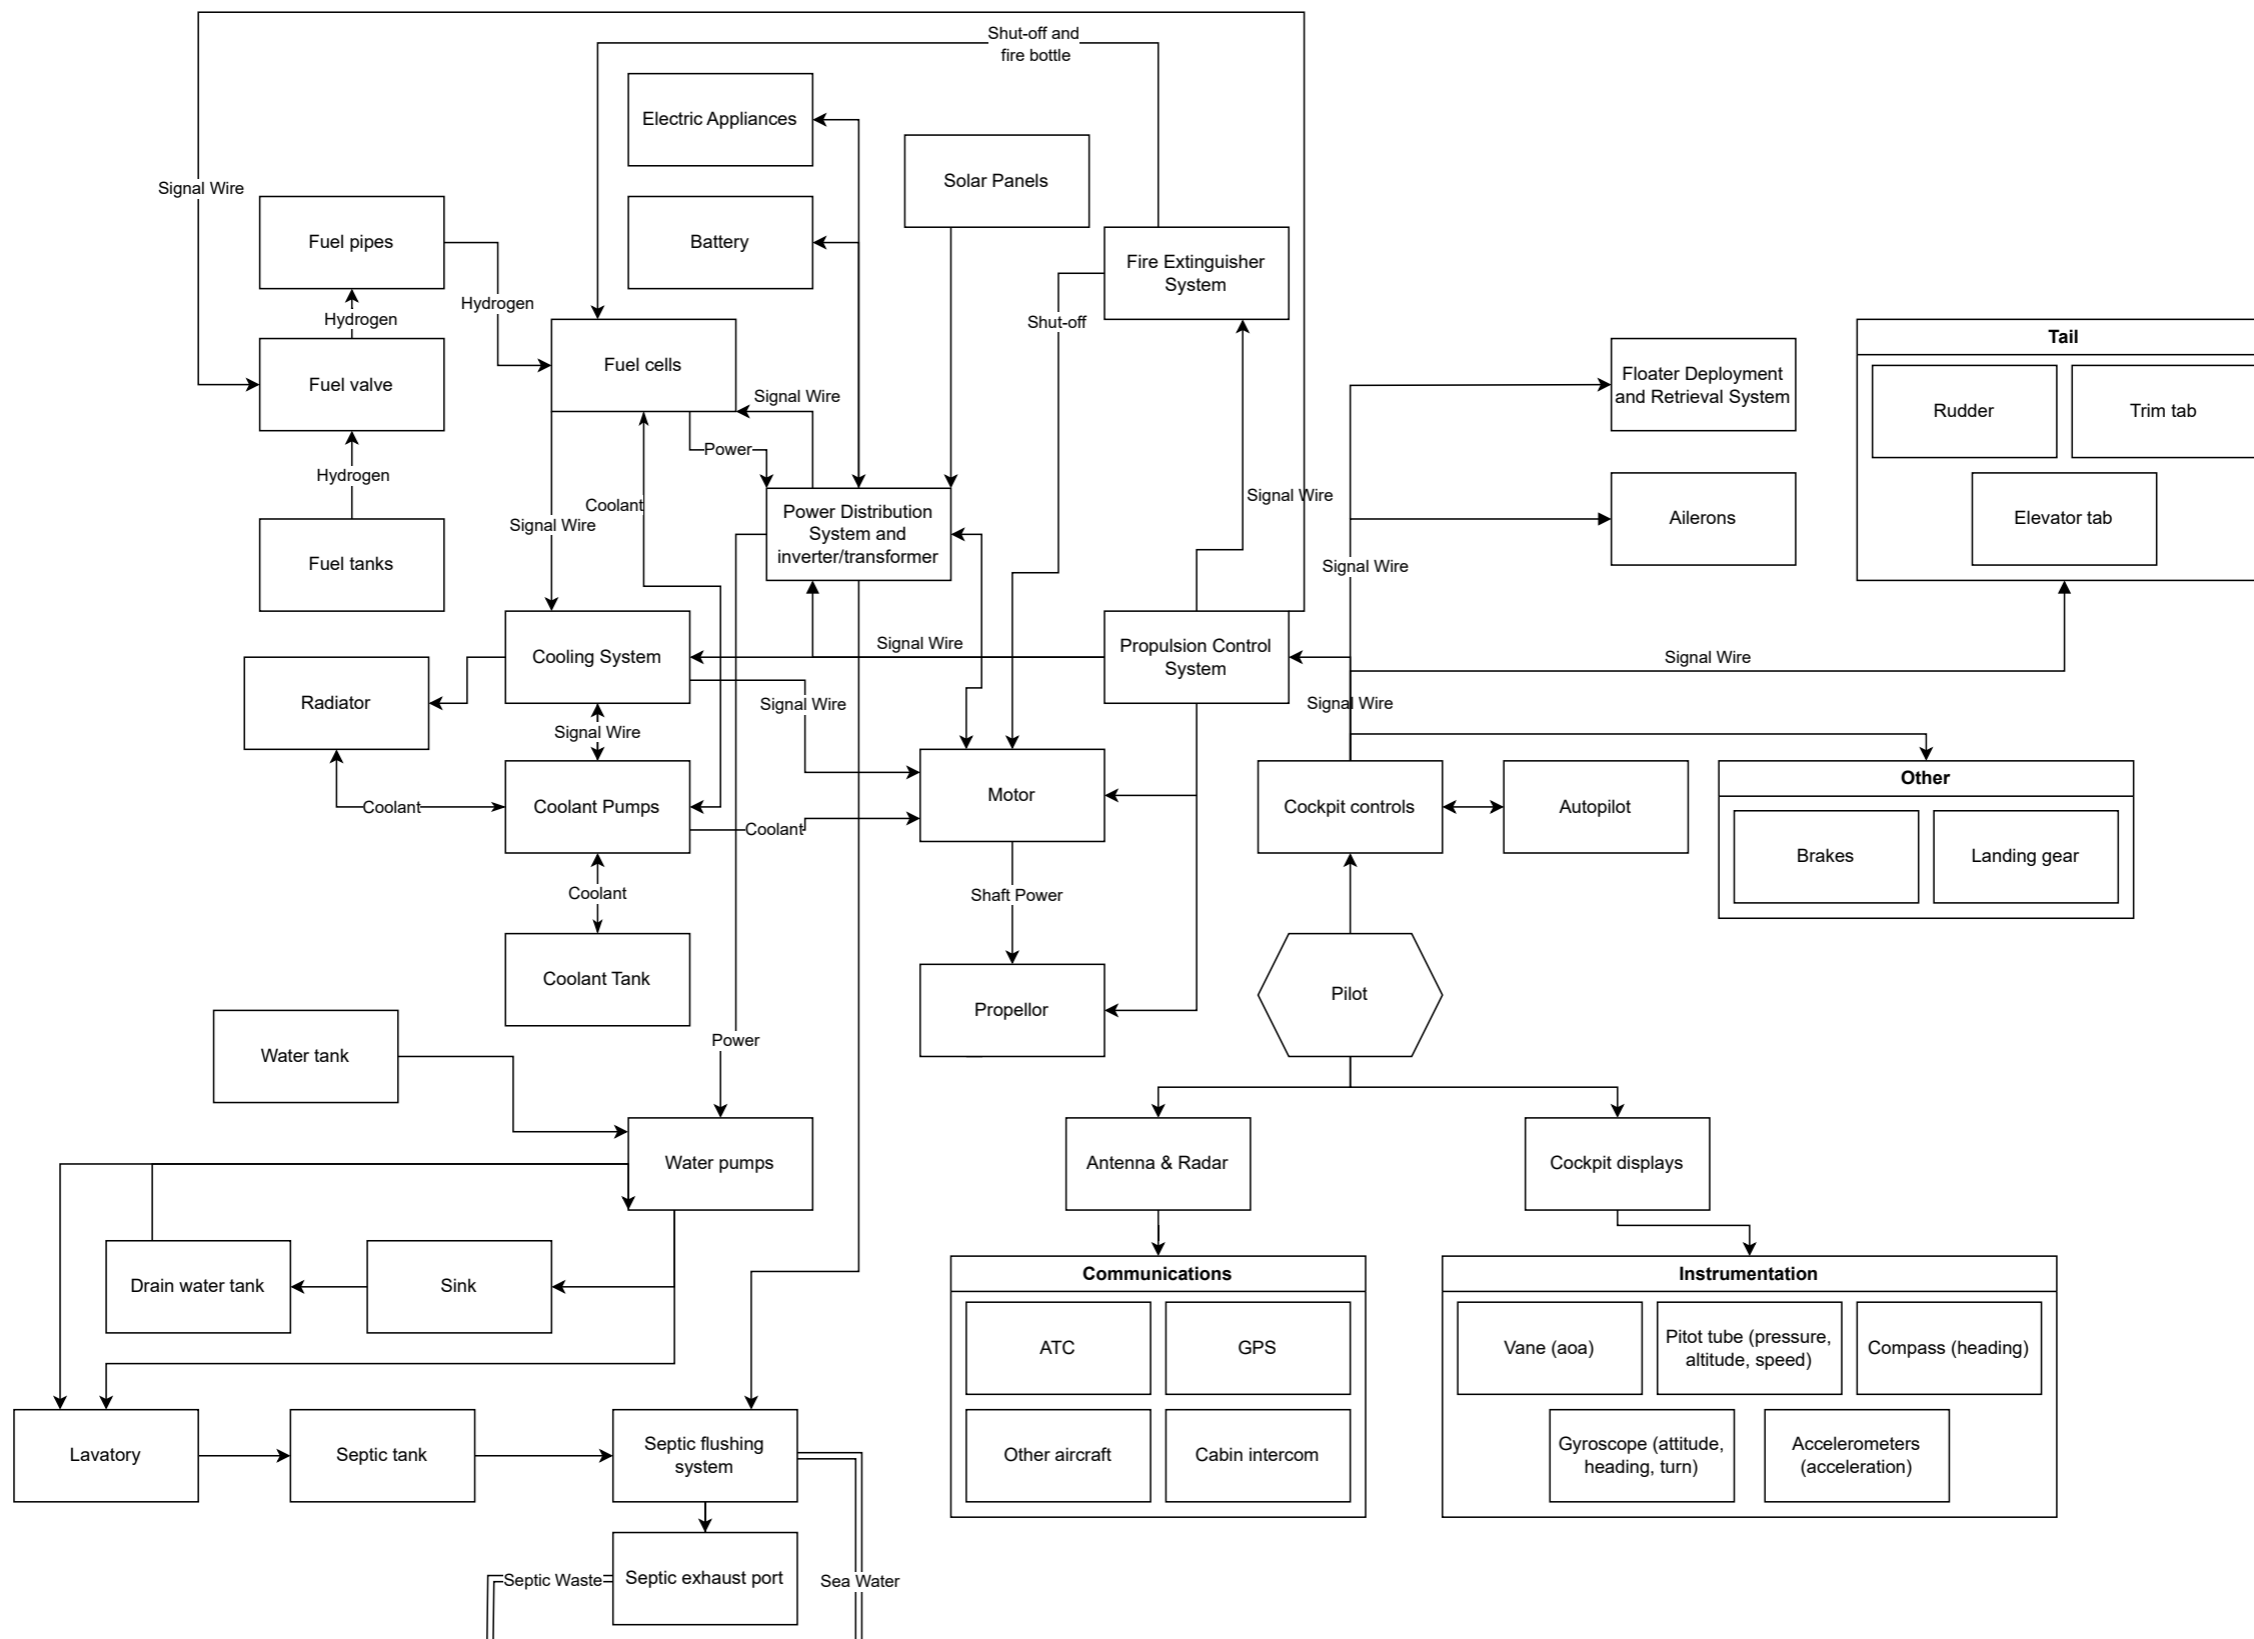 Shut-off and
fire bottle
Electric Appliances
Solar Panels
Signal Wire
Fuel pipes
Battery
Fire Extinguisher
System
Hydrogen
Hydrogen
Shut-off
Tail
Fuel cells
Fuel valve
Floater Deployment
and Retrieval System
Rudder
Trim tab
Signal Wire
Power
Hydrogen
Coolant
Signal Wire
Signal Wire
Power Distribution
System and
inverter/transformer
Ailerons
Elevator tab
Fuel tanks
Signal Wire
Cooling System
Signal Wire
Propulsion Control
System
Signal Wire
Radiator
Signal Wire
Signal Wire
Signal Wire
Other
Coolant
Coolant Pumps
Coolant
Motor
Cockpit controls
Autopilot
Brakes
Landing gear
Coolant
Shaft Power
Coolant Tank
Pilot
Propellor
Water tank
Power
Water pumps
Antenna & Radar
Cockpit displays
Drain water tank
Sink
Communications
Instrumentation
ATC
GPS
Vane (aoa)
Pitot tube (pressure,
altitude, speed)
Compass (heading)
Lavatory
Septic tank
Septic flushing
system
Other aircraft
Cabin intercom
Gyroscope (attitude,
heading, turn)
Accelerometers
(acceleration)
Septic Waste
Septic exhaust port
Sea Water